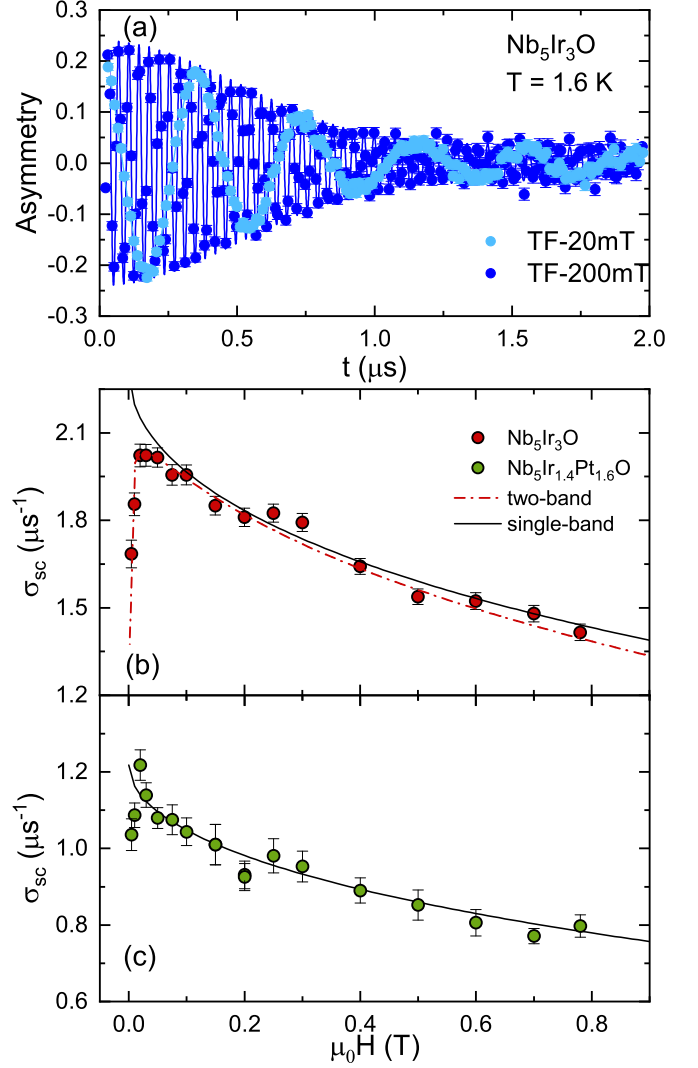 (a)
Nb₅Ir₃O
T = 1.6 K
0.3
0.2
0.1
0.0
-0.1
-0.2
-0.3
Asymmetry
TF-20mT
TF-200mT
0.0 0.5 1.0 1.5 2.0
t (μs)
2.1
1.8
1.5
1.2
σsc (μs⁻¹)
Nb₅Ir₃O
Nb₅Ir₁.₄Pt₁.₆O
two-band
single-band
(b)
1.2
1.0
0.8
0.6
σsc (μs⁻¹)
(c)
0.0 0.2 0.4 0.6 0.8
μ₀H (T)